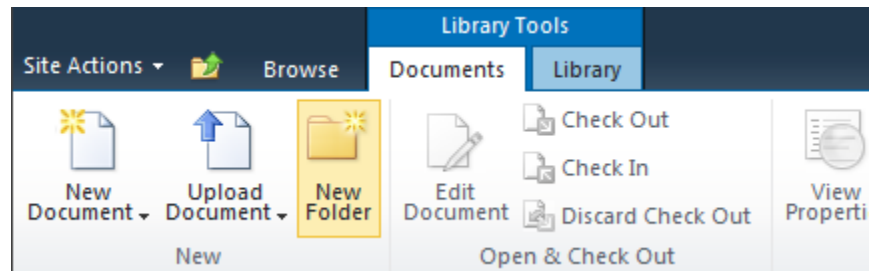 Library Tools
Site Actions Browse Documents Library
New Document
Upload Document
New Folder
Edit Document
Check Out
Check In
Discard Check Out
View
New
Open & Check Out